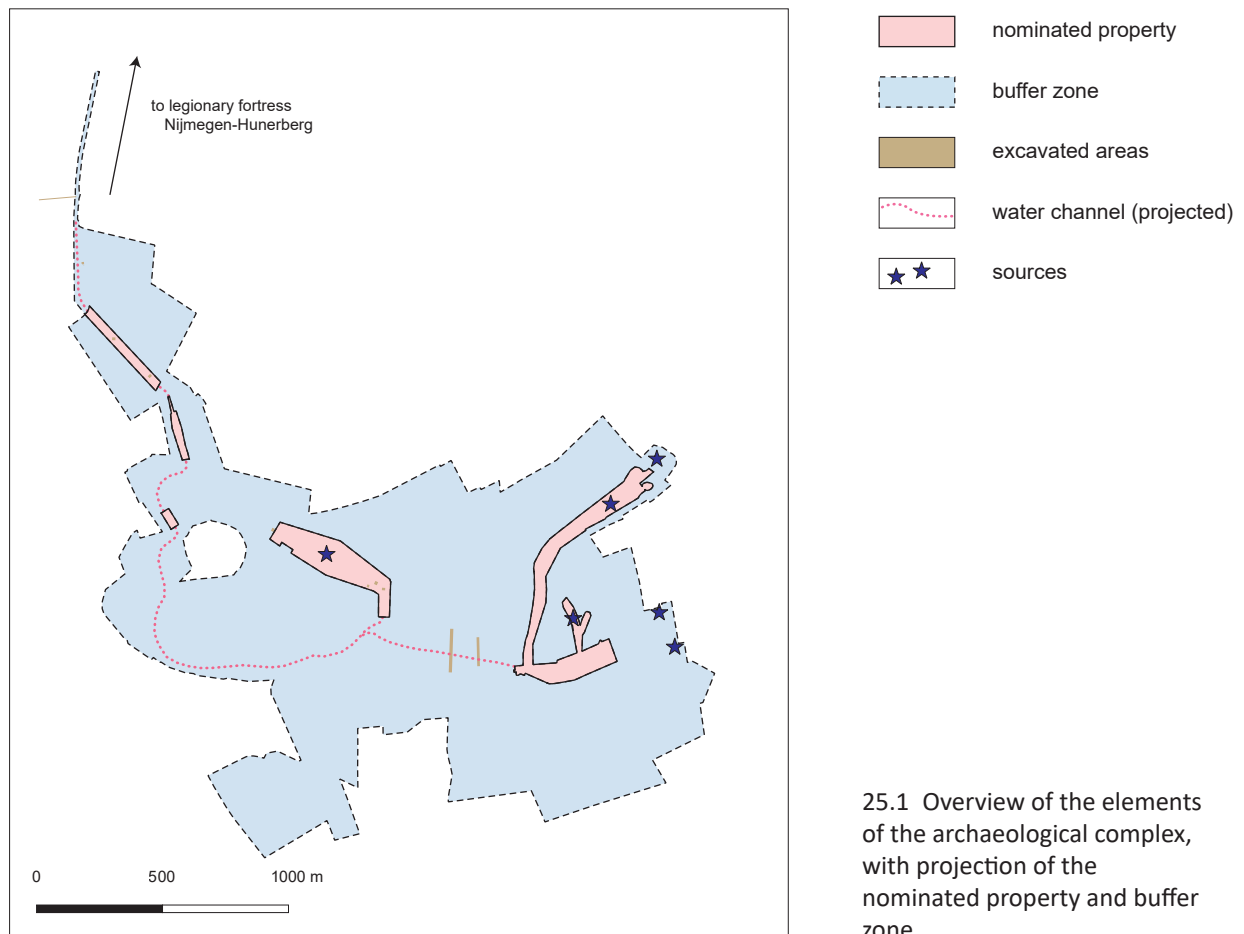 to legionary fortress
Nijmegen-Hunerberg
0 500 1000 m
nominated property
buffer zone
excavated areas
water channel (projected)
sources
25.1 Overview of the elements
of the archaeological complex,
with projection of the
nominated property and buffer
zone